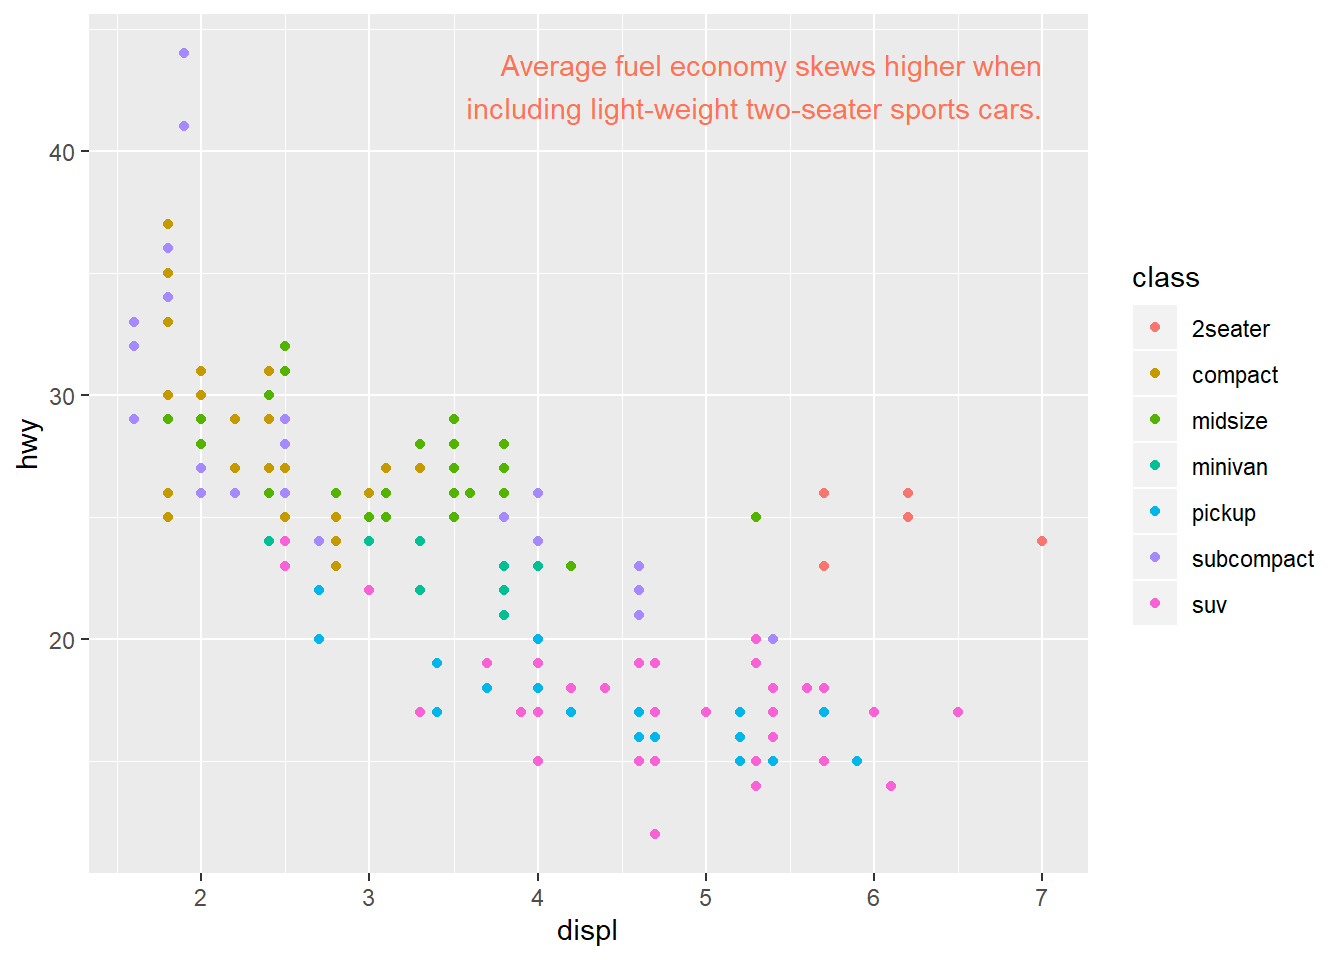 Average fuel economy skews higher when
including light-weight two-seater sports cars.
40
30
20
hwy
2 3 4 5 6 7
displ
class
2seater
compact
midsize
minivan
pickup
subcompact
suv